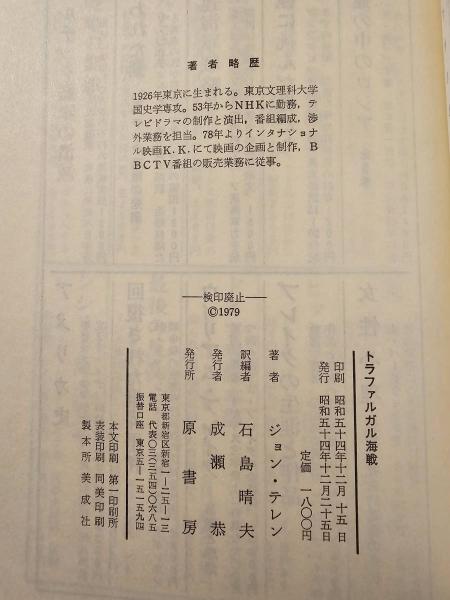 著者略歴
1926年東京に生まれる。東京文理科大学
国史学専攻。53年からNHKに勤務，テ
レビドラマの制作と演出，番組編成，渉
外業務を担当。78年よりインタナショナ
ル映画K.K.にて映画の企画と制作，B
BCTV番組の販売業務に従事。
検印廃止
©1979
トラファルガル海戦
印刷 昭和五十四年十二月 十五 日
発行 昭和五十四年十二月二十五日
定価 一八〇〇円
著者 ジョン・テレン
訳編者 石島晴夫
発行者 成瀬恭
発行所 原書房
東京都新宿区新宿一―二五―一三
電話 代表〇三(三五四)〇六八五
振替口座 東京五―一五一五九四
本文印刷 第一印刷所
表装印刷 同美印刷
製本所 美成社